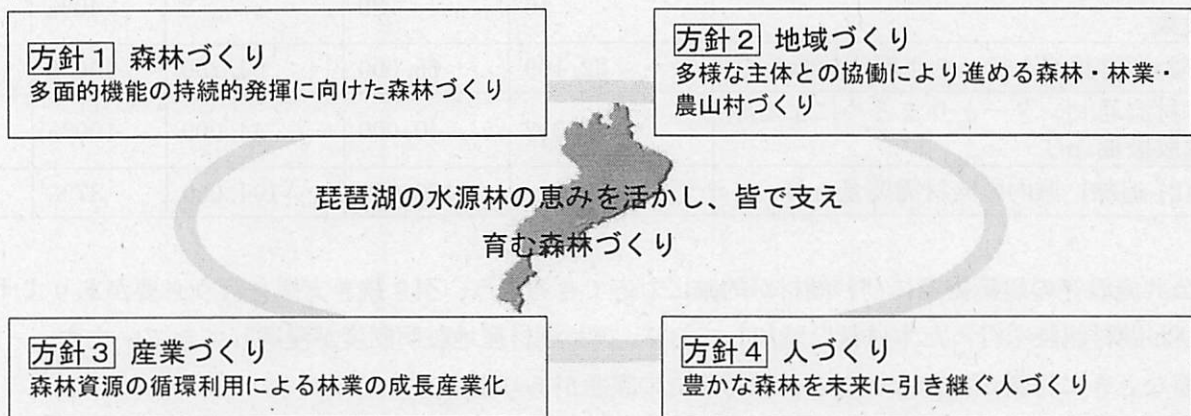 方針1 森林づくり
多面的機能の持続的発揮に向けた森林づくり
方針2 地域づくり
多様な主体との協働により進める森林・林業・
農山村づくり
琵琶湖の水源林の恵みを活かし、皆で支え
育む森林づくり
方針3 産業づくり
森林資源の循環利用による林業の成長産業化
方針4 人づくり
豊かな森林を未来に引き継ぐ人づくり